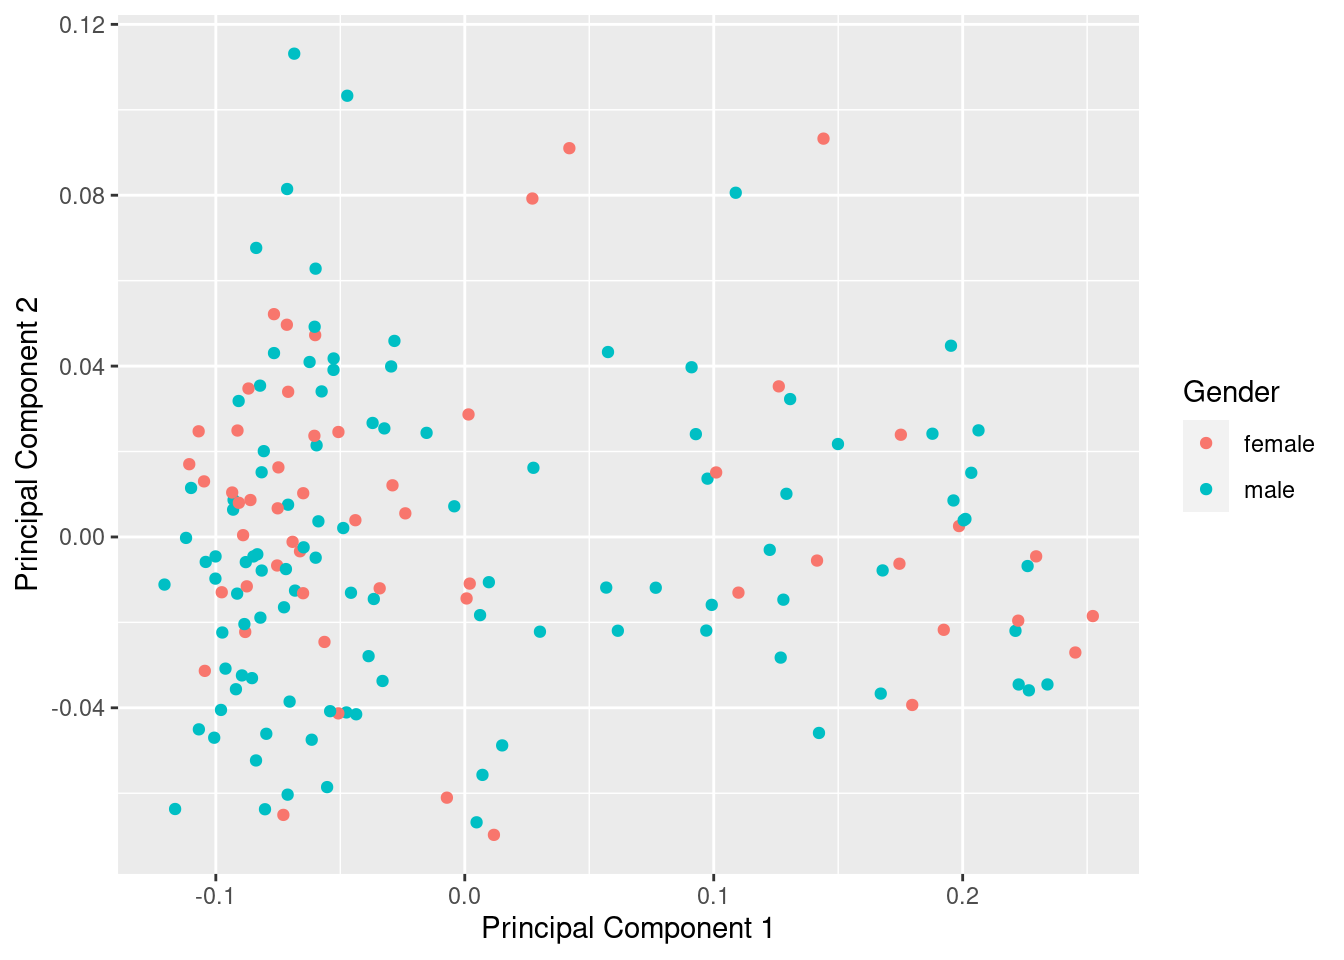 0.12
0.08
0.04
0.00
-0.04
Principal Component 2
-0.1
0.0
0.1
0.2
Principal Component 1
Gender
female
male